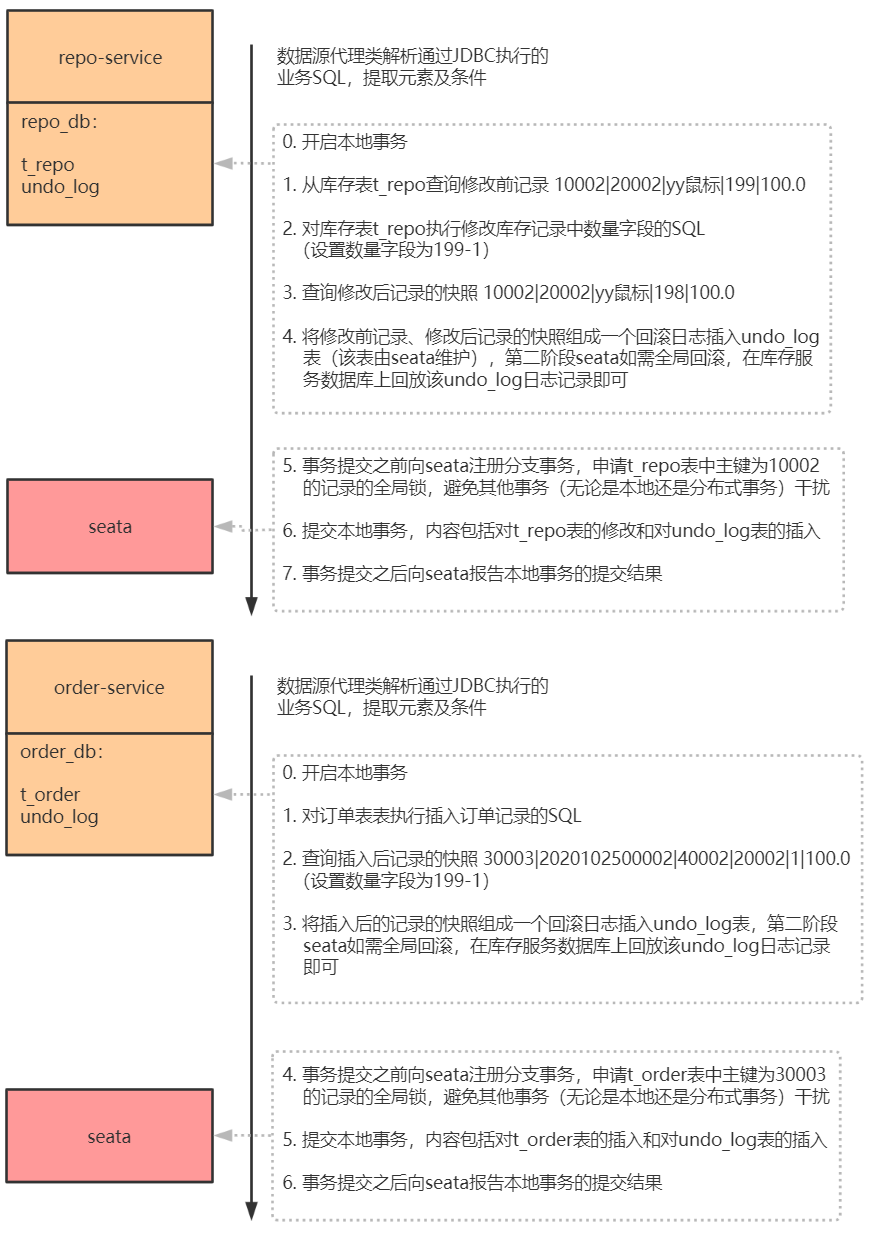 repo-service
repo_db:
t_repo
undo_log
数据源代理类解析通过JDBC执行的
业务SQL，提取元素及条件
0. 开启本地事务
1. 从库存表t_repo查询修改前记录 10002|20002|yy鼠标|199|100.0
2. 对库存表t_repo执行修改库存记录中数量字段的SQL
（设置数量字段为199-1）
3. 查询修改后记录的快照 10002|20002|yy鼠标|198|100.0
4. 将修改前记录、修改后记录的快照组成一个回滚日志插入undo_log
表（该表由seata维护），第二阶段seata如需全局回滚，在库存服
务数据库上回放该undo_log日志记录即可
seata
5. 事务提交之前向seata注册分支事务，申请t_repo表中主键为10002
的记录的全局锁，避免其他事务（无论是本地还是分布式事务）干扰
6. 提交本地事务，内容包括对t_repo表的修改和对undo_log表的插入
7. 事务提交之后向seata报告本地事务的提交结果
order-service
order_db:
t_order
undo_log
数据源代理类解析通过JDBC执行的
业务SQL，提取元素及条件
0. 开启本地事务
1. 对订单表表执行插入订单记录的SQL
2. 查询插入后记录的快照 30003|2020102500002|40002|20002|1|100.0
（设置数量字段为199-1）
3. 将插入后的记录的快照组成一个回滚日志插入undo_log表，第二阶段
seata如需全局回滚，在库存服务数据库上回放该undo_log日志记录
即可
seata
4. 事务提交之前向seata注册分支事务，申请t_order表中主键为30003
的记录的全局锁，避免其他事务（无论是本地还是分布式事务）干扰
5. 提交本地事务，内容包括对t_order表的插入和对undo_log表的插入
6. 事务提交之后向seata报告本地事务的提交结果